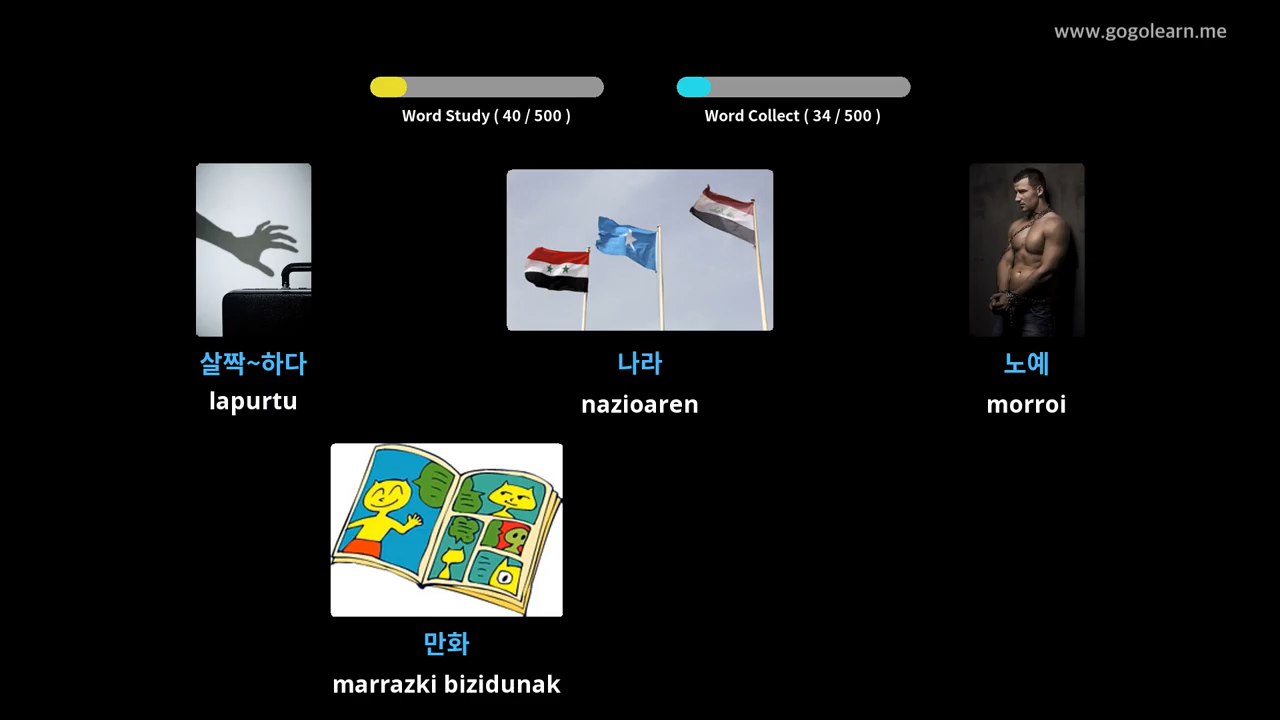 www.gogolearn.me
Word Study ( 40 / 500 )
Word Collect ( 34 / 500 )
살짝~하다
lapurtu
나라
nazioaren
노예
morroi
만화
marrazki bizidunak